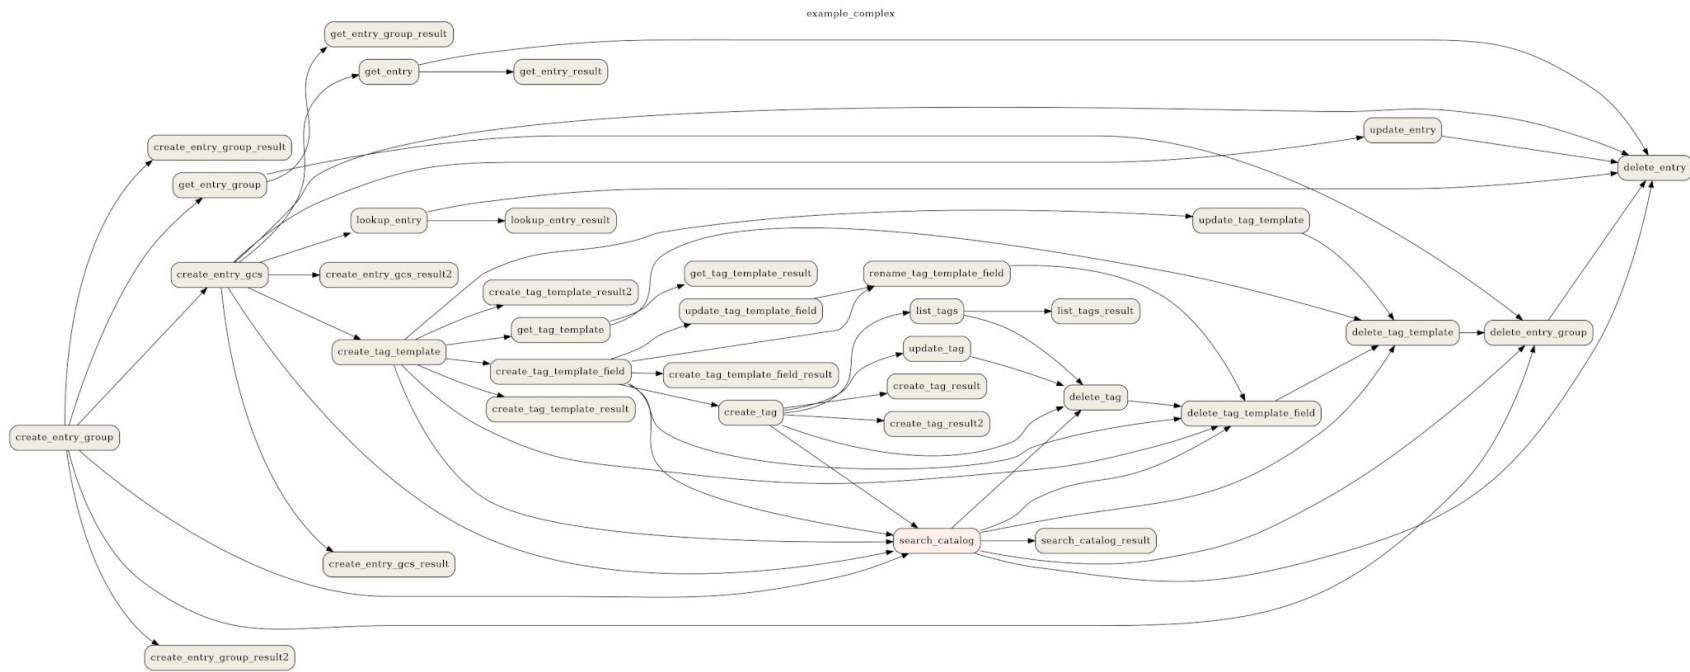 example_complex
get_entry_group_result
get_entry
get_entry_result
update_entry
create_entry_group_result
delete_entry
get_entry_group
lookup_entry
lookup_entry_result
update_tag_template
create_entry_gcs
create_entry_gcs_result2
get_tag_template_result
rename_tag_template_field
create_tag_template_result2
update_tag_template_field
list_tags
list_tags_result
get_tag_template
delete_tag_template
delete_entry_group
create_tag_template
update_tag
create_tag_template_field
create_tag_template_field_result
create_tag_result
delete_tag
create_tag_template_result
create_tag
delete_tag_template_field
create_tag_result2
create_entry_group
search_catalog
search_catalog_result
create_entry_gcs_result
create_entry_group_result2